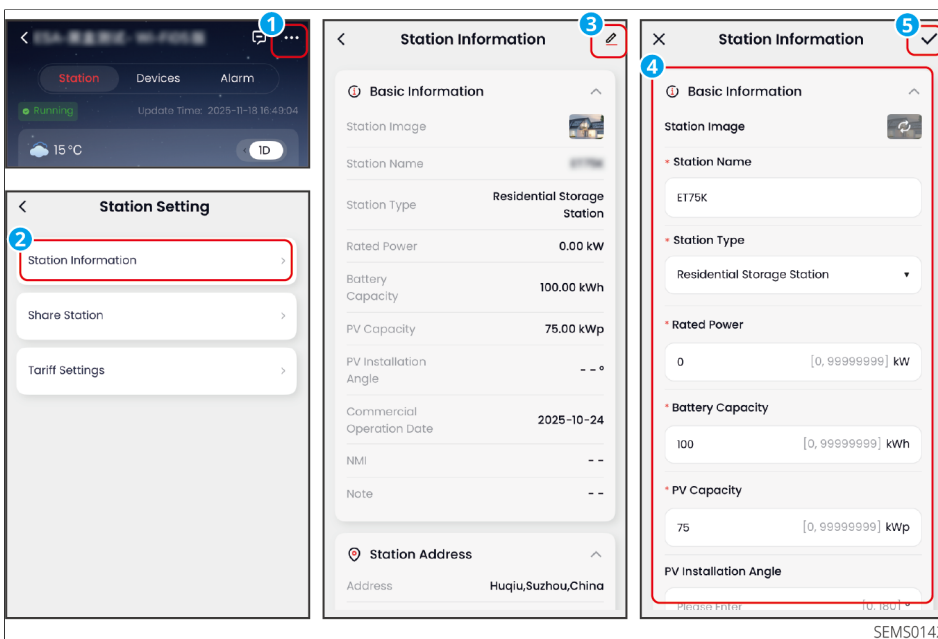 1
Station Devices Alarm
Running Update Time: 2025-11-18 16:49:04
15°C 1D
Station Setting
2
Station Information
Share Station
Tariff Settings
3
Station Information
Basic Information
Station Image
Station Name
Station Type Residential Storage
Station
Rated Power 0.00 kW
Battery
Capacity 100.00 kWh
PV Capacity 75.00 kWp
PV Installation
Angle - - °
Commercial
Operation Date 2025-10-24
NMI - -
Note - -
Station Address
Address Huqiu,Suzhou,China
5
Station Information
4
Basic Information
Station Image
* Station Name
ET75K
* Station Type
Residential Storage Station
* Rated Power
0 [0, 99999999] kW
* Battery Capacity
100 [0, 99999999] kWh
* PV Capacity
75 [0, 99999999] kWp
PV Installation Angle
Please Enter [0, 180] °